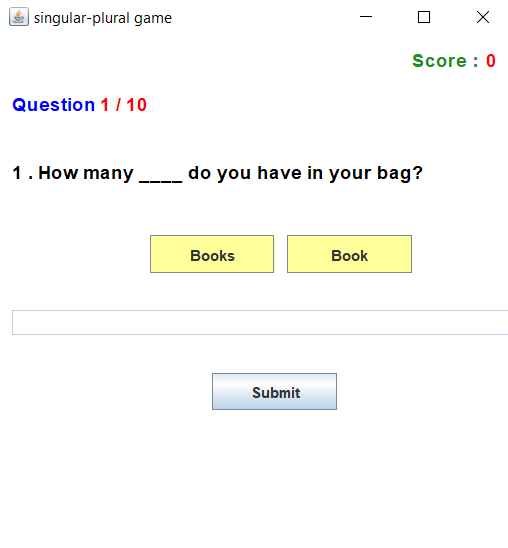 singular-plural game
Score : 0
Question 1 / 10
1 . How many ____ do you have in your bag?
Books Book
Submit